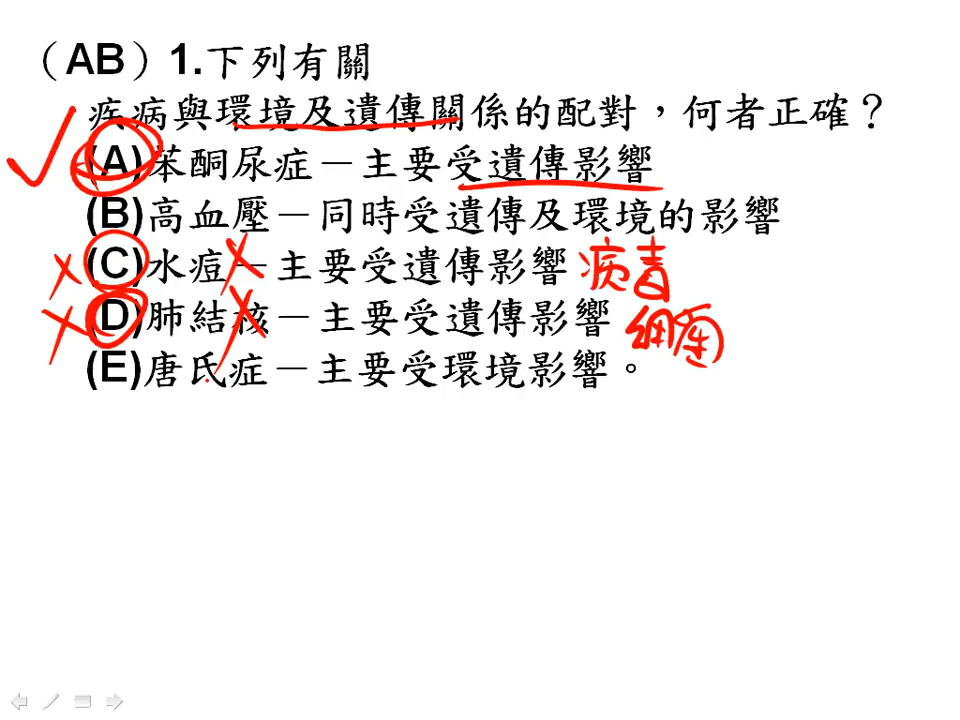 （AB）1.下列有關
疾病與環境及遺傳關係的配對，何者正確？
(A)苯酮尿症－主要受遺傳影響
(B)高血壓－同時受遺傳及環境的影響
(C)水痘－主要受遺傳影響 病毒
(D)肺結核－主要受遺傳影響 細菌
(E)唐氏症－主要受環境影響。